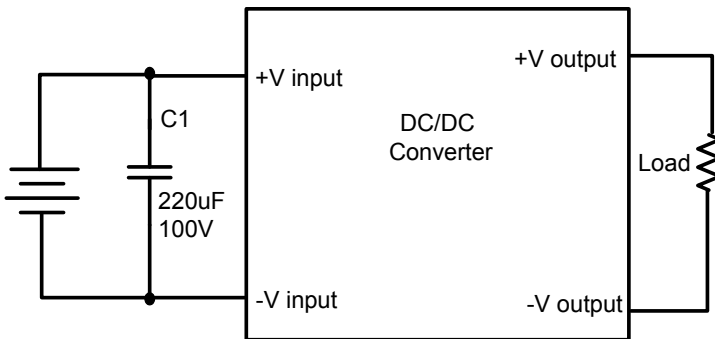 +V input
+V output
C1
DC/DC
Converter
Load
220uF
100V
-V input
-V output